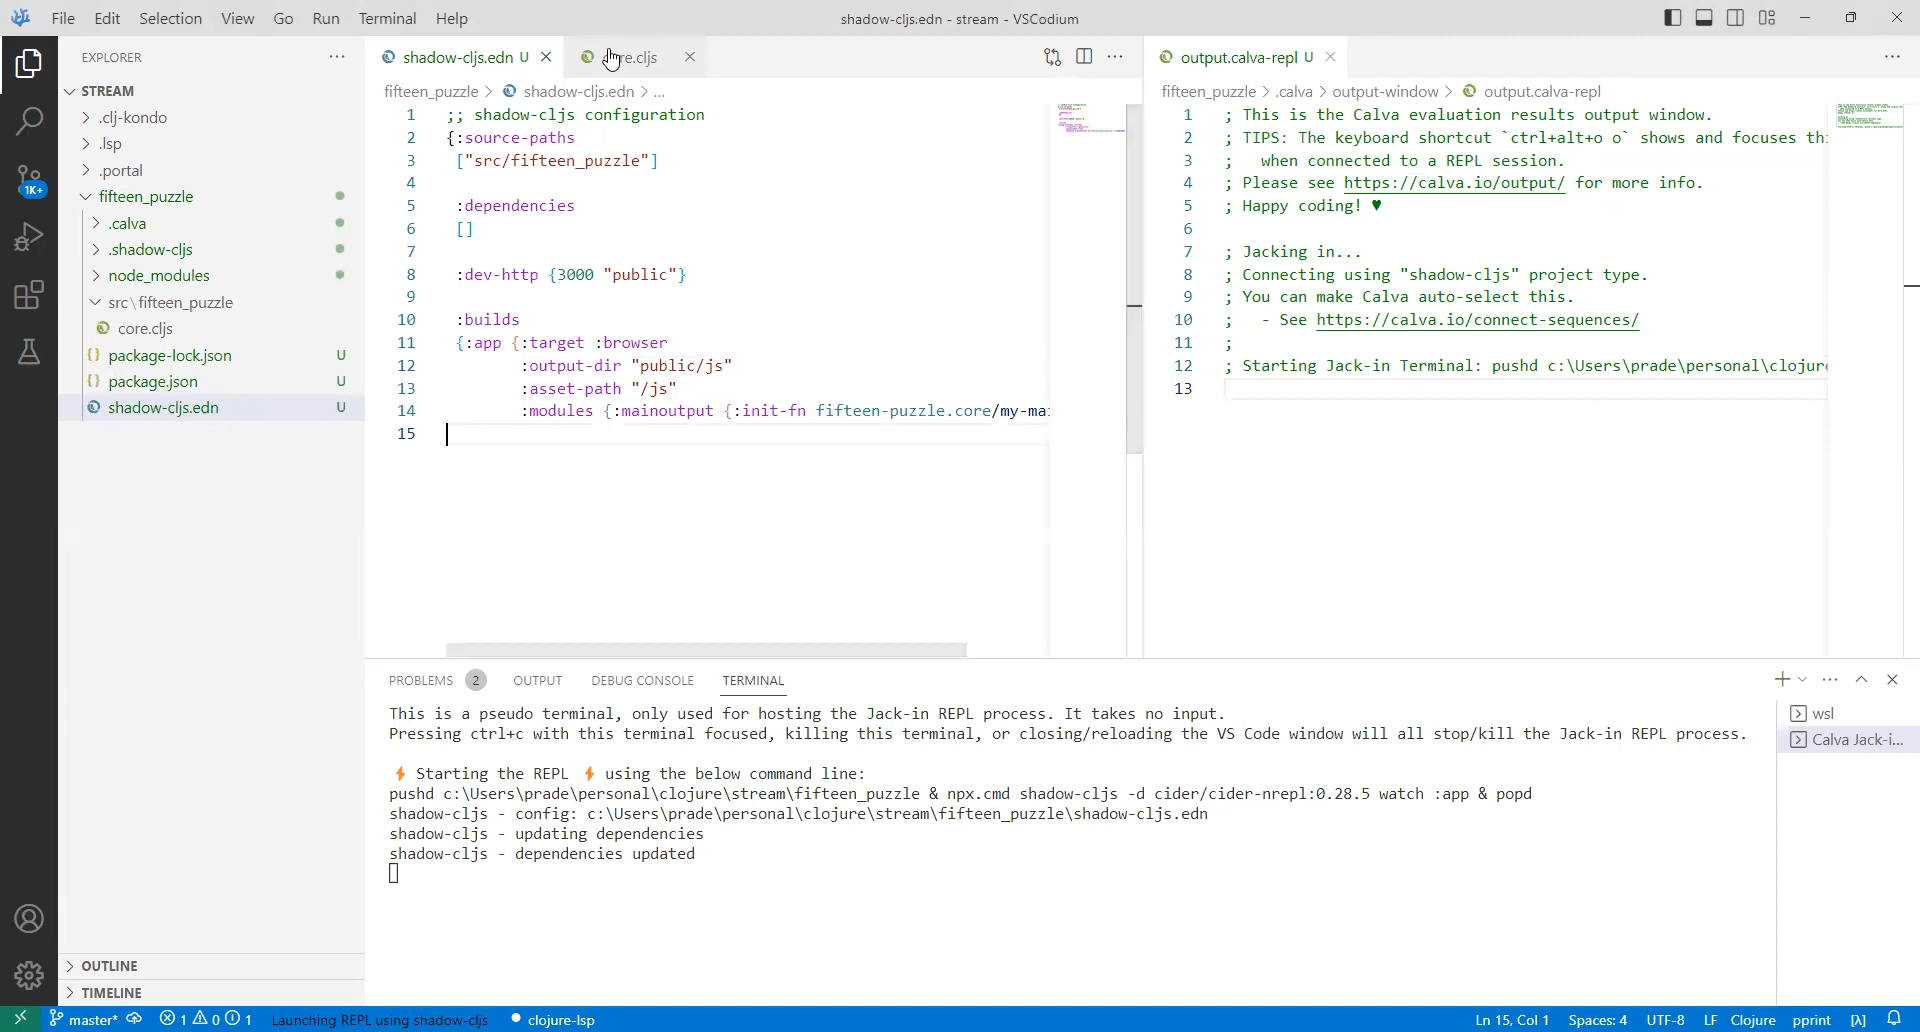 File Edit Selection View Go Run Terminal Help
shadow-cljs.edn - stream - VSCodium
EXPLORER
STREAM
.clj-kondo
.lsp
.portal
fifteen_puzzle
.calva
.shadow-cljs
node_modules
src\fifteen_puzzle
core.cljs
package-lock.json U
package.json U
shadow-cljs.edn U
OUTLINE
TIMELINE
1K+
shadow-cljs.edn U
re.cljs
fifteen_puzzle > shadow-cljs.edn > ...
1 ;; shadow-cljs configuration
2 {:source-paths
3 ["src/fifteen_puzzle"]
4
5 :dependencies
6 []
7
8 :dev-http {3000 "public"}
9
10 :builds
11 {:app {:target :browser
12 :output-dir "public/js"
13 :asset-path "/js"
14 :modules {:mainoutput {:init-fn fifteen-puzzle.core/my-mai
15
output.calva-repl U
fifteen_puzzle > .calva > output-window > output.calva-repl
1 ; This is the Calva evaluation results output window.
2 ; TIPS: The keyboard shortcut `ctrl+alt+o o` shows and focuses thi
3 ; when connected to a REPL session.
4 ; Please see https://calva.io/output/ for more info.
5 ; Happy coding! ♥
6
7 ; Jacking in...
8 ; Connecting using "shadow-cljs" project type.
9 ; You can make Calva auto-select this.
10 ; - See https://calva.io/connect-sequences/
11 ;
12 ; Starting Jack-in Terminal: pushd c:\Users\prade\personal\clojure
13
PROBLEMS 2 OUTPUT DEBUG CONSOLE TERMINAL
This is a pseudo terminal, only used for hosting the Jack-in REPL process. It takes no input.
Pressing ctrl+c with this terminal focused, killing this terminal, or closing/reloading the VS Code window will all stop/kill the Jack-in REPL process.
⚡ Starting the REPL ⚡ using the below command line:
pushd c:\Users\prade\personal\clojure\stream\fifteen_puzzle & npx.cmd shadow-cljs -d cider/cider-nrepl:0.28.5 watch :app & popd
shadow-cljs - config: c:\Users\prade\personal\clojure\stream\fifteen_puzzle\shadow-cljs.edn
shadow-cljs - updating dependencies
shadow-cljs - dependencies updated
wsl
Calva Jack-i...
master* 1 0 1 Launching REPL using shadow-cljs clojure-lsp
Ln 15, Col 1 Spaces: 4 UTF-8 LF Clojure pprint [λ]